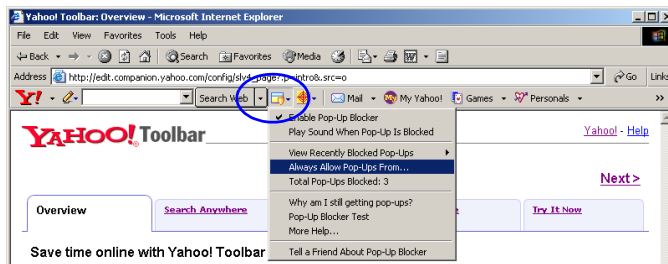 Yahoo! Toolbar: Overview - Microsoft Internet Explorer
File Edit View Favorites Tools Help
Back Search Favorites Media
Address http://edit.companion.yahoo.com/config/slv4_page?.p=intro&.src=o Go Links
Y! Search Web Mail My Yahoo! Games Personals »
Enable Pop-Up Blocker
Play Sound When Pop-Up Is Blocked
View Recently Blocked Pop-Ups
Always Allow Pop-Ups From...
Total Pop-Ups Blocked: 3
Why am I still getting pop-ups?
Pop-Up Blocker Test
More Help...
Tell a Friend About Pop-Up Blocker
YAHOO! Toolbar
Yahoo! - Help
Next >
Overview Search Anywhere Try It Now
Save time online with Yahoo! Toolbar